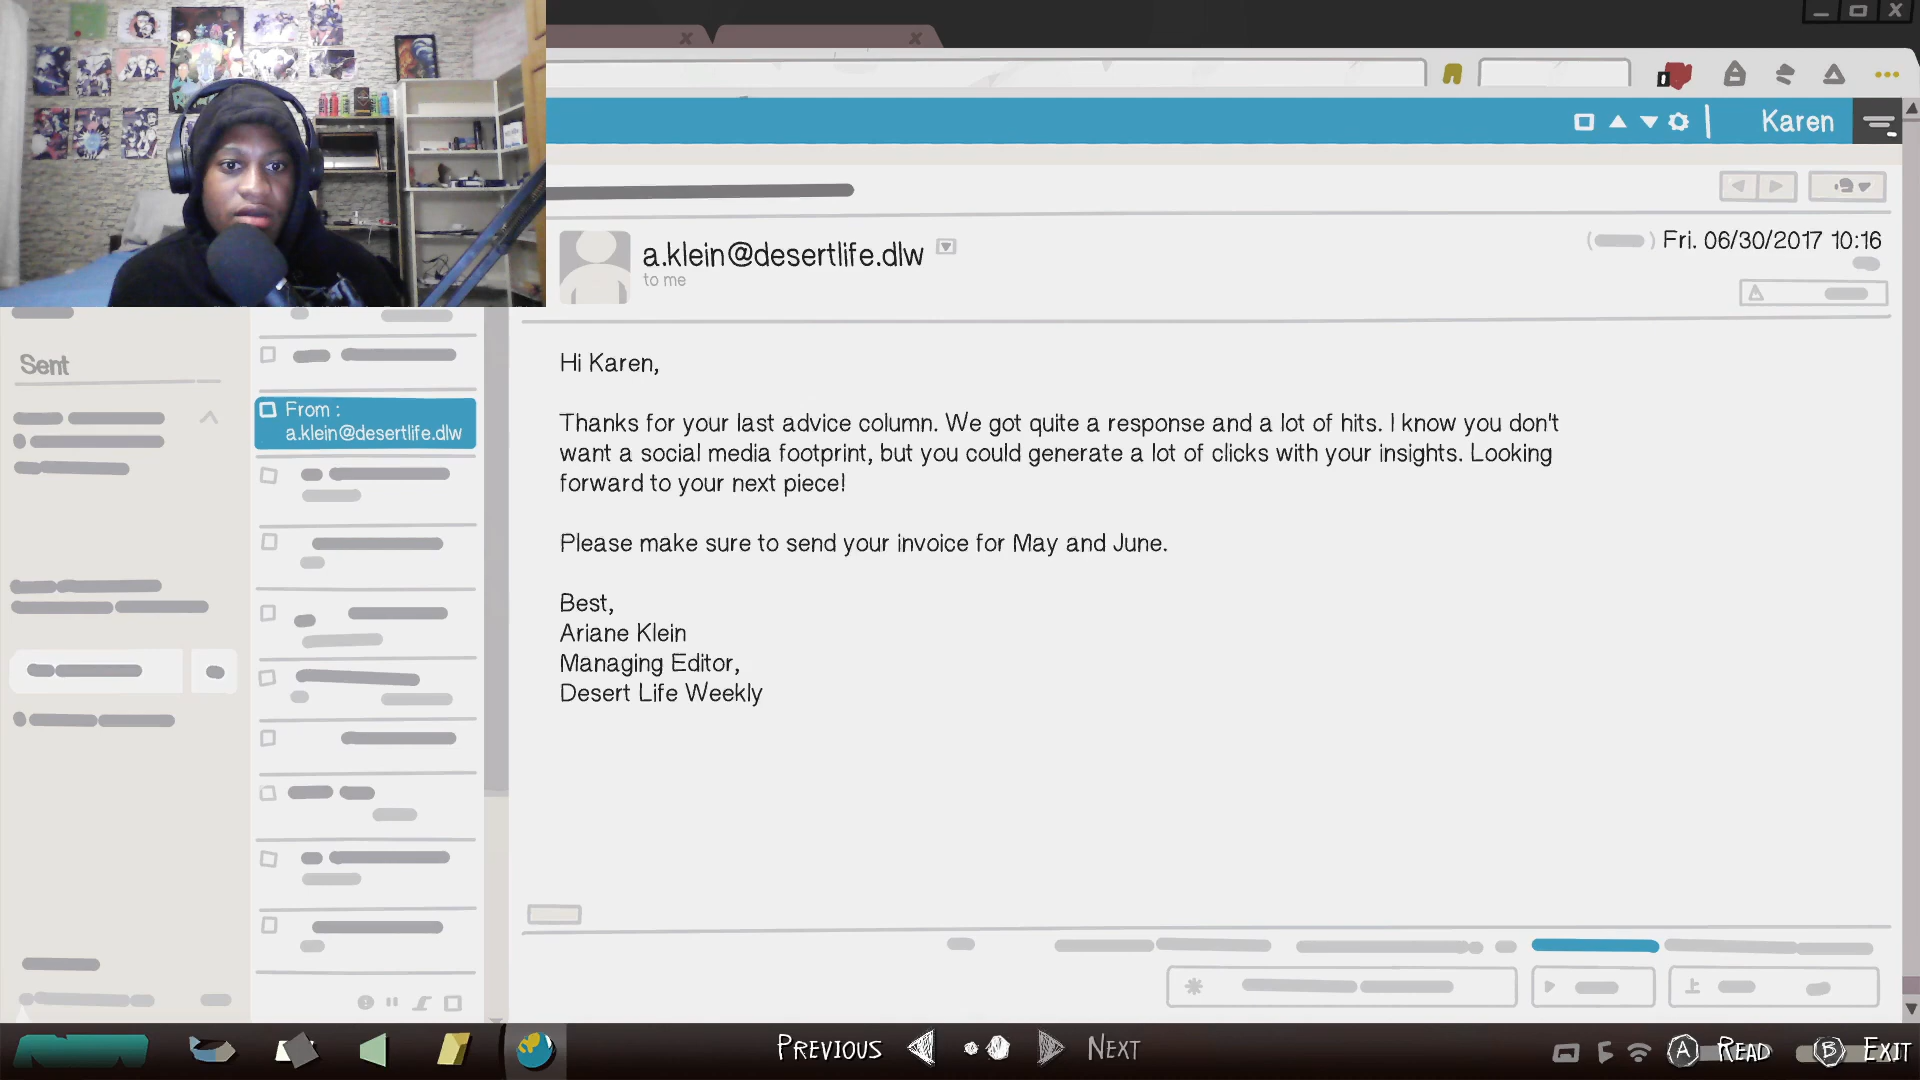 Karen
a.klein@desertlife.dlw
to me
Fri. 06/30/2017 10:16
Sent
From :
a.klein@desertlife.dlw
Hi Karen,
Thanks for your last advice column. We got quite a response and a lot of hits. I know you don't
want a social media footprint, but you could generate a lot of clicks with your insights. Looking
forward to your next piece!
Please make sure to send your invoice for May and June.
Best,
Ariane Klein
Managing Editor,
Desert Life Weekly
PREVIOUS
NEXT
A READ
B EXIT